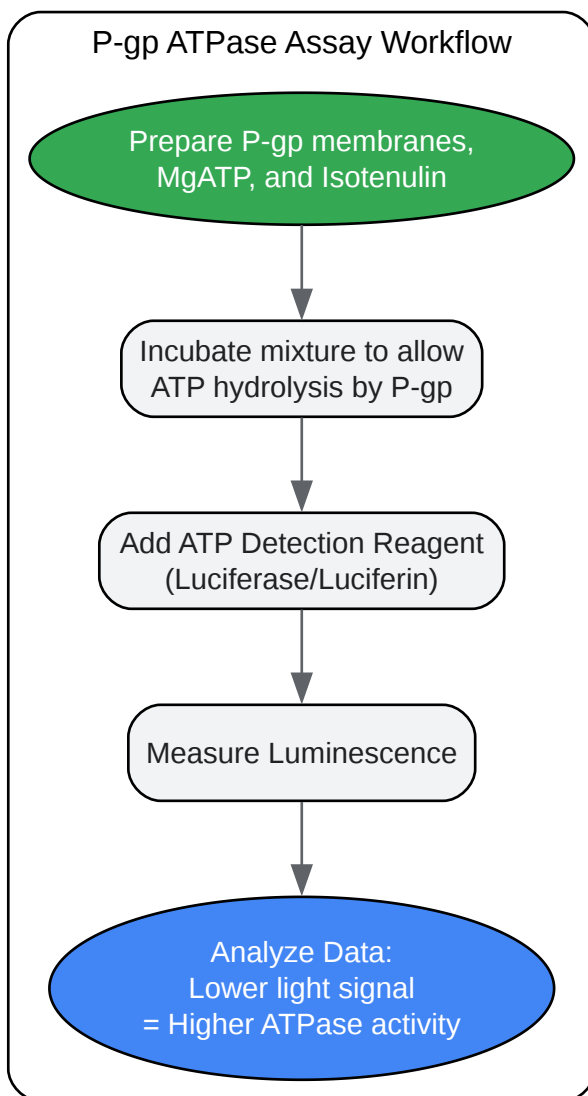 P-gp ATPase Assay Workflow
Prepare P-gp membranes,
MgATP, and Isotenulin
Incubate mixture to allow
ATP hydrolysis by P-gp
Add ATP Detection Reagent
(Luciferase/Luciferin)
Measure Luminescence
Analyze Data:
Lower light signal
= Higher ATPase activity